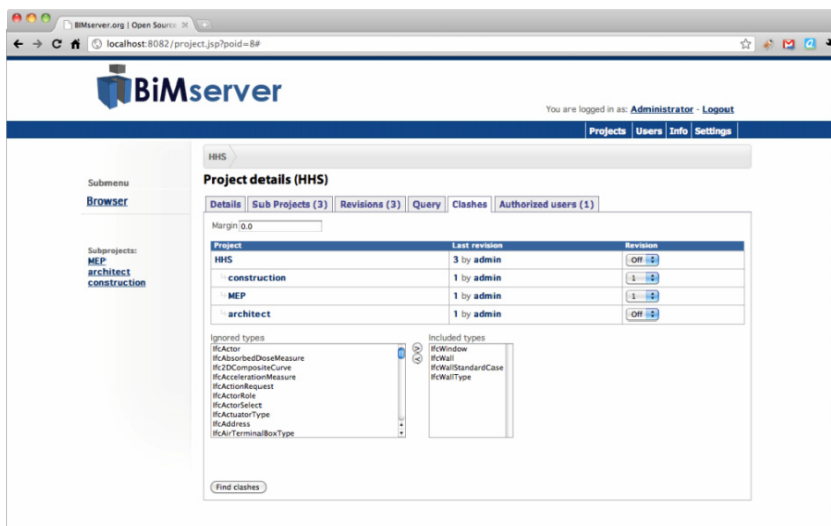 BIMserver.org | Open Source
localhost:8082/project.jsp?poid=8#
BiMserver
You are logged in as: Administrator - Logout
Projects Users Info Settings
HHS
Submenu
Browser
Subprojects:
MEP
architect
construction
Project details (HHS)
Details Sub Projects (3) Revisions (3) Query Clashes Authorized users (1)
Margin 0.0
Project Last revision Revision
HHS 3 by admin Off
construction 1 by admin 1
MEP 1 by admin 1
architect 1 by admin Off
Ignored types
IfcActor
IfcAbsorbedDoseMeasure
Ifc2DCompositeCurve
IfcAccelerationMeasure
IfcActionRequest
IfcActorRole
IfcActorSelect
IfcActuatorType
IfcAddress
IfcAirTerminalBoxType
Included types
IfcWindow
IfcWall
IfcWallStandardCase
IfcWallType
Find clashes